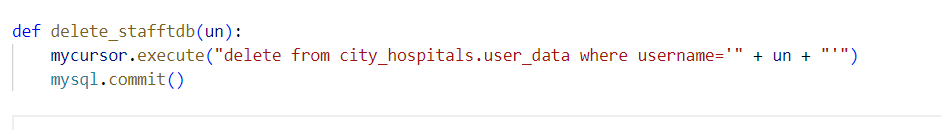 def delete_stafftdb(un):
    mycursor.execute("delete from city_hospitals.user_data where username='" + un + "'")
    mysql.commit()